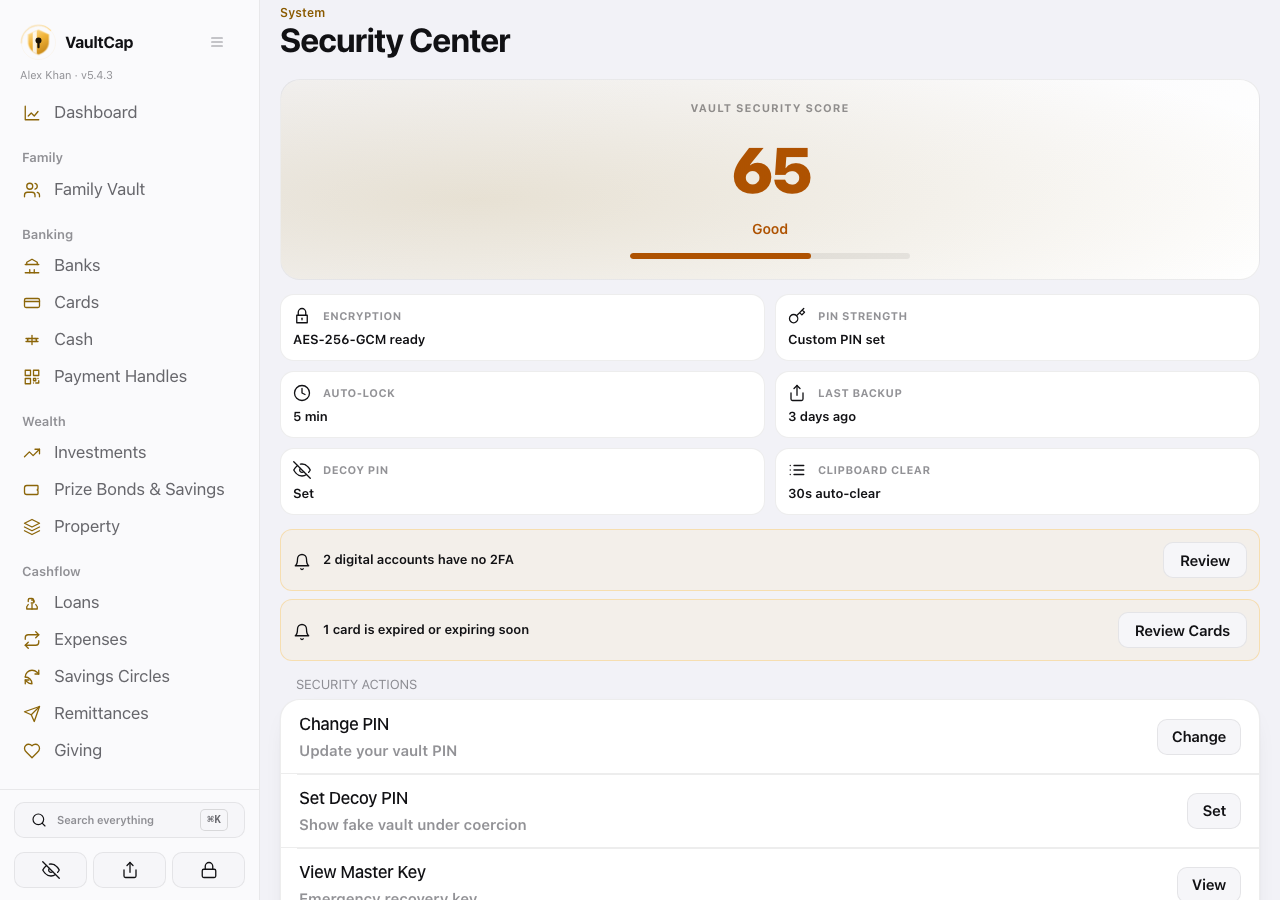 VaultCap
Alex Khan · v5.4.3
Dashboard
Family
Family Vault
Banking
Banks
Cards
Cash
Payment Handles
Wealth
Investments
Prize Bonds & Savings
Property
Cashflow
Loans
Expenses
Savings Circles
Remittances
Giving
Search everything ⌘K
System
Security Center
VAULT SECURITY SCORE
65
Good
ENCRYPTION
AES-256-GCM ready
PIN STRENGTH
Custom PIN set
AUTO-LOCK
5 min
LAST BACKUP
3 days ago
DECOY PIN
Set
CLIPBOARD CLEAR
30s auto-clear
2 digital accounts have no 2FA
Review
1 card is expired or expiring soon
Review Cards
SECURITY ACTIONS
Change PIN
Update your vault PIN
Change
Set Decoy PIN
Show fake vault under coercion
Set
View Master Key
Emergency recovery key
View